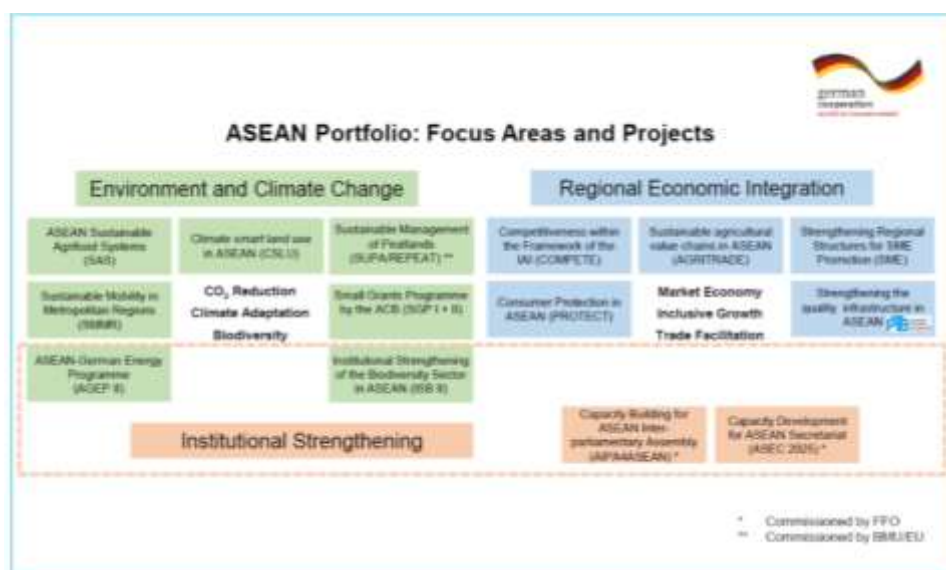 german
cooperation
ASEAN Portfolio: Focus Areas and Projects
Environment and Climate Change
Regional Economic Integration
ASEAN Sustainable
Agrifood Systems
(SAS)
Climate smart land use
in ASEAN (CSLU)
Sustainable Management
of Peatlands
(SUPA/REPEAT) **
Competitiveness within
the Framework of the
IAI (COMPETE)
Sustainable agricultural
value chains in ASEAN
(AGRITRADE)
Strengthening Regional
Structures for SME
Promotion (SME)
Sustainable Mobility in
Metropolitan Regions
CO₂ Reduction
Climate Adaptation
Biodiversity
Small Grants Programme
by the ACB (SGP I + II)
Consumer Protection in
ASEAN (PROTECT)
Market Economy
Inclusive Growth
Trade Facilitation
Strengthening the
quality infrastructure in
ASEAN
ASEAN-German Energy
Programme
(AGEP II)
Institutional Strengthening
of the Biodiversity Sector
in ASEAN (ISB II)
Institutional Strengthening
Capacity Building for
ASEAN Inter-
parliamentary Assembly
(AIPA4ASEAN) *
Capacity Development
for ASEAN Secretariat
(ASEC 2025) *
* Commissioned by FFO
** Commissioned by BMU/EU